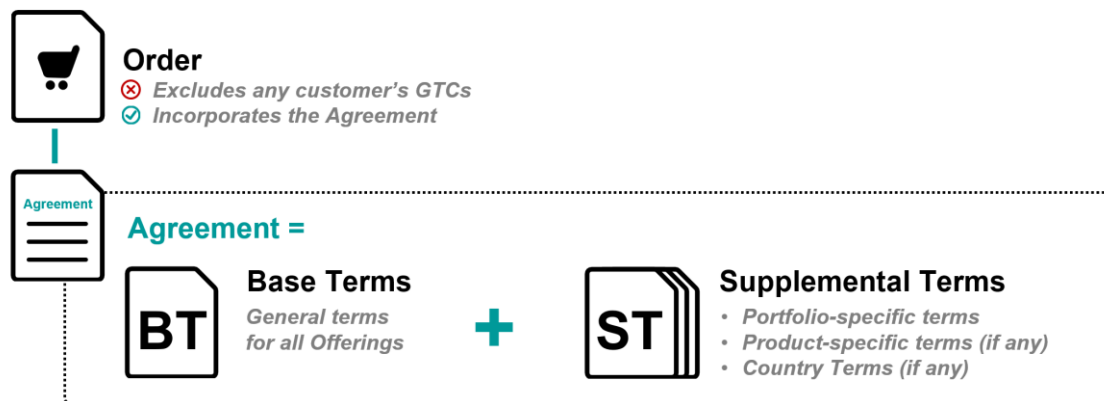 Order
Excludes any customer's GTCs
Incorporates the Agreement
Agreement
Agreement =
BT
Base Terms
General terms
for all Offerings
+
ST
Supplemental Terms
• Portfolio-specific terms
• Product-specific terms (if any)
• Country Terms (if any)